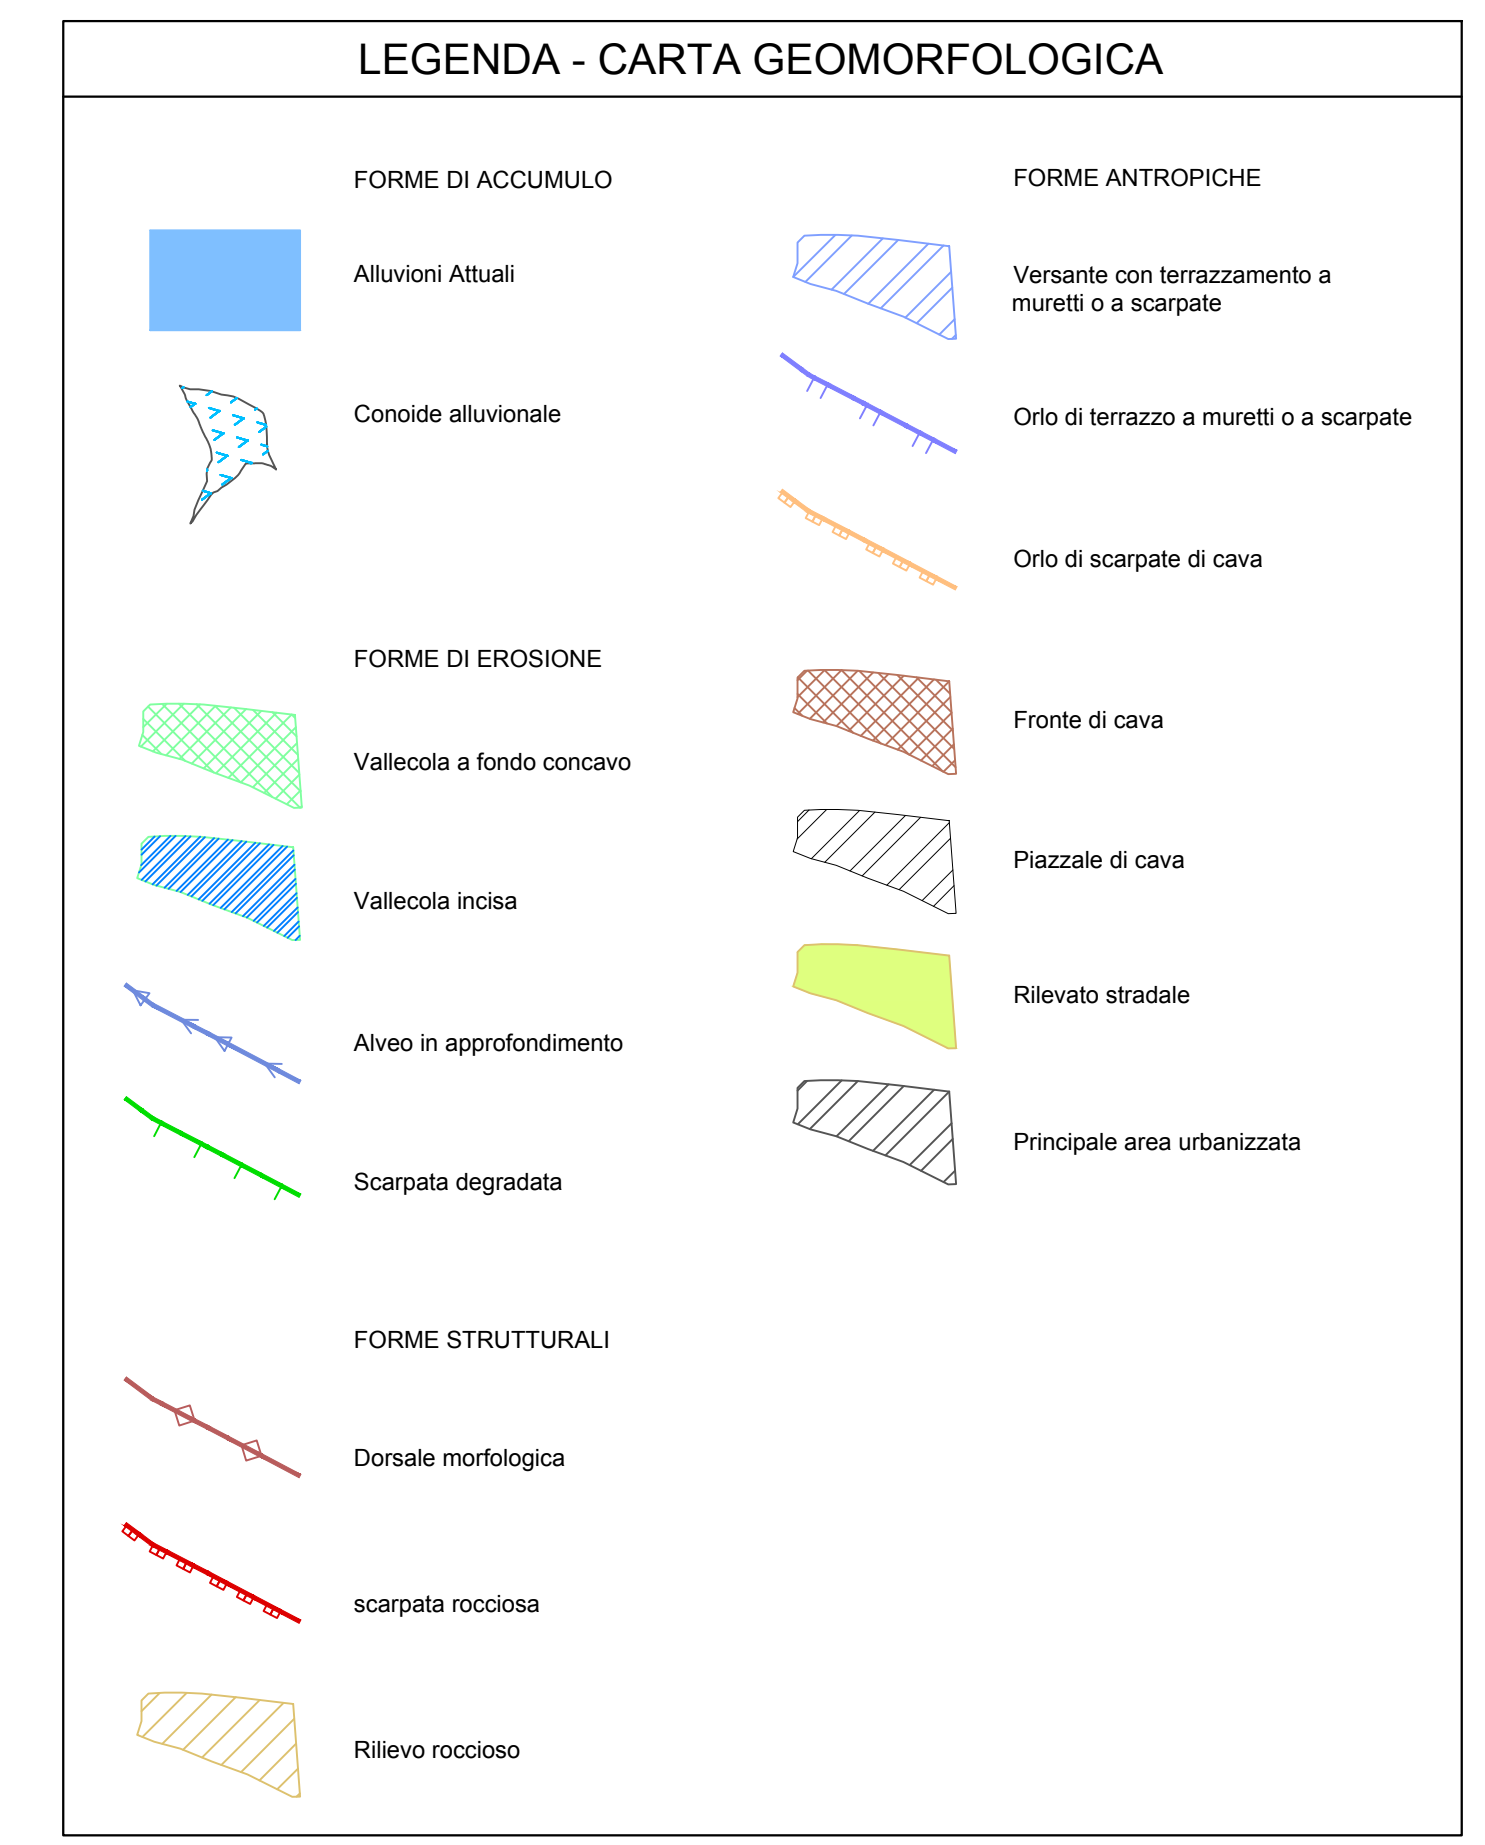 LEGENDA - CARTA GEOMORFOLOGICA
FORME DI ACCUMULO
Alluvioni Attuali
Conoide alluvionale
FORME DI EROSIONE
Vallecola a fondo concavo
Vallecola incisa
Alveo in approfondimento
Scarpata degradata
FORME STRUTTURALI
Dorsale morfologica
scarpata rocciosa
Rilievo roccioso
FORME ANTROPICHE
Versante con terrazzamento a
muretti o a scarpate
Orlo di terrazzo a muretti o a scarpate
Orlo di scarpate di cava
Fronte di cava
Piazzale di cava
Rilevato stradale
Principale area urbanizzata